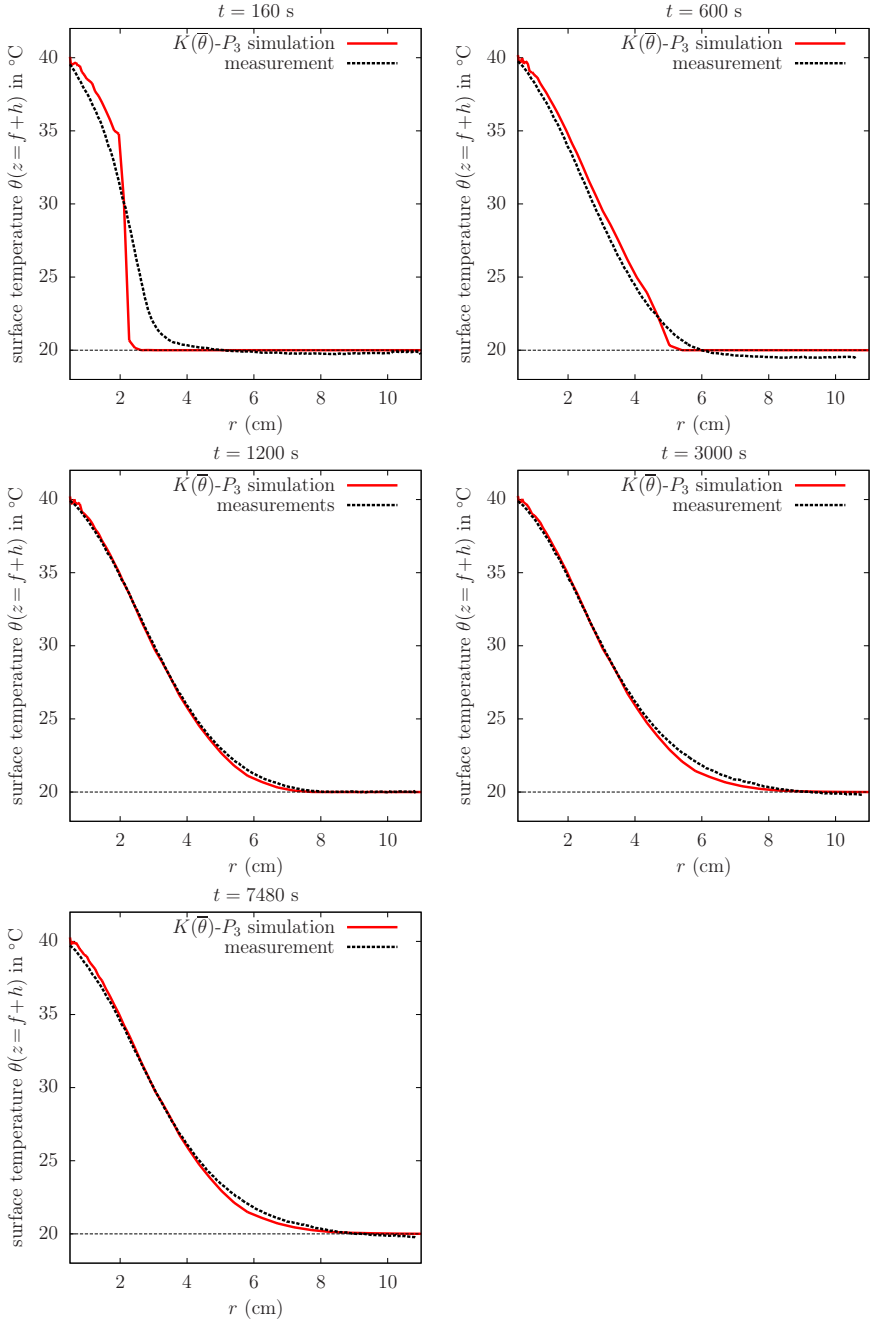 t = 160 s
K(θ̅)-P₃ simulation
measurement
surface temperature θ(z=f+h) in °C
40
35
30
25
20
2 4 6 8 10
r (cm)
t = 600 s
K(θ̅)-P₃ simulation
measurement
surface temperature θ(z=f+h) in °C
40
35
30
25
20
2 4 6 8 10
r (cm)
t = 1200 s
K(θ̅)-P₃ simulation
measurements
surface temperature θ(z=f+h) in °C
40
35
30
25
20
2 4 6 8 10
r (cm)
t = 3000 s
K(θ̅)-P₃ simulation
measurement
surface temperature θ(z=f+h) in °C
40
35
30
25
20
2 4 6 8 10
r (cm)
t = 7480 s
K(θ̅)-P₃ simulation
measurement
surface temperature θ(z=f+h) in °C
40
35
30
25
20
2 4 6 8 10
r (cm)